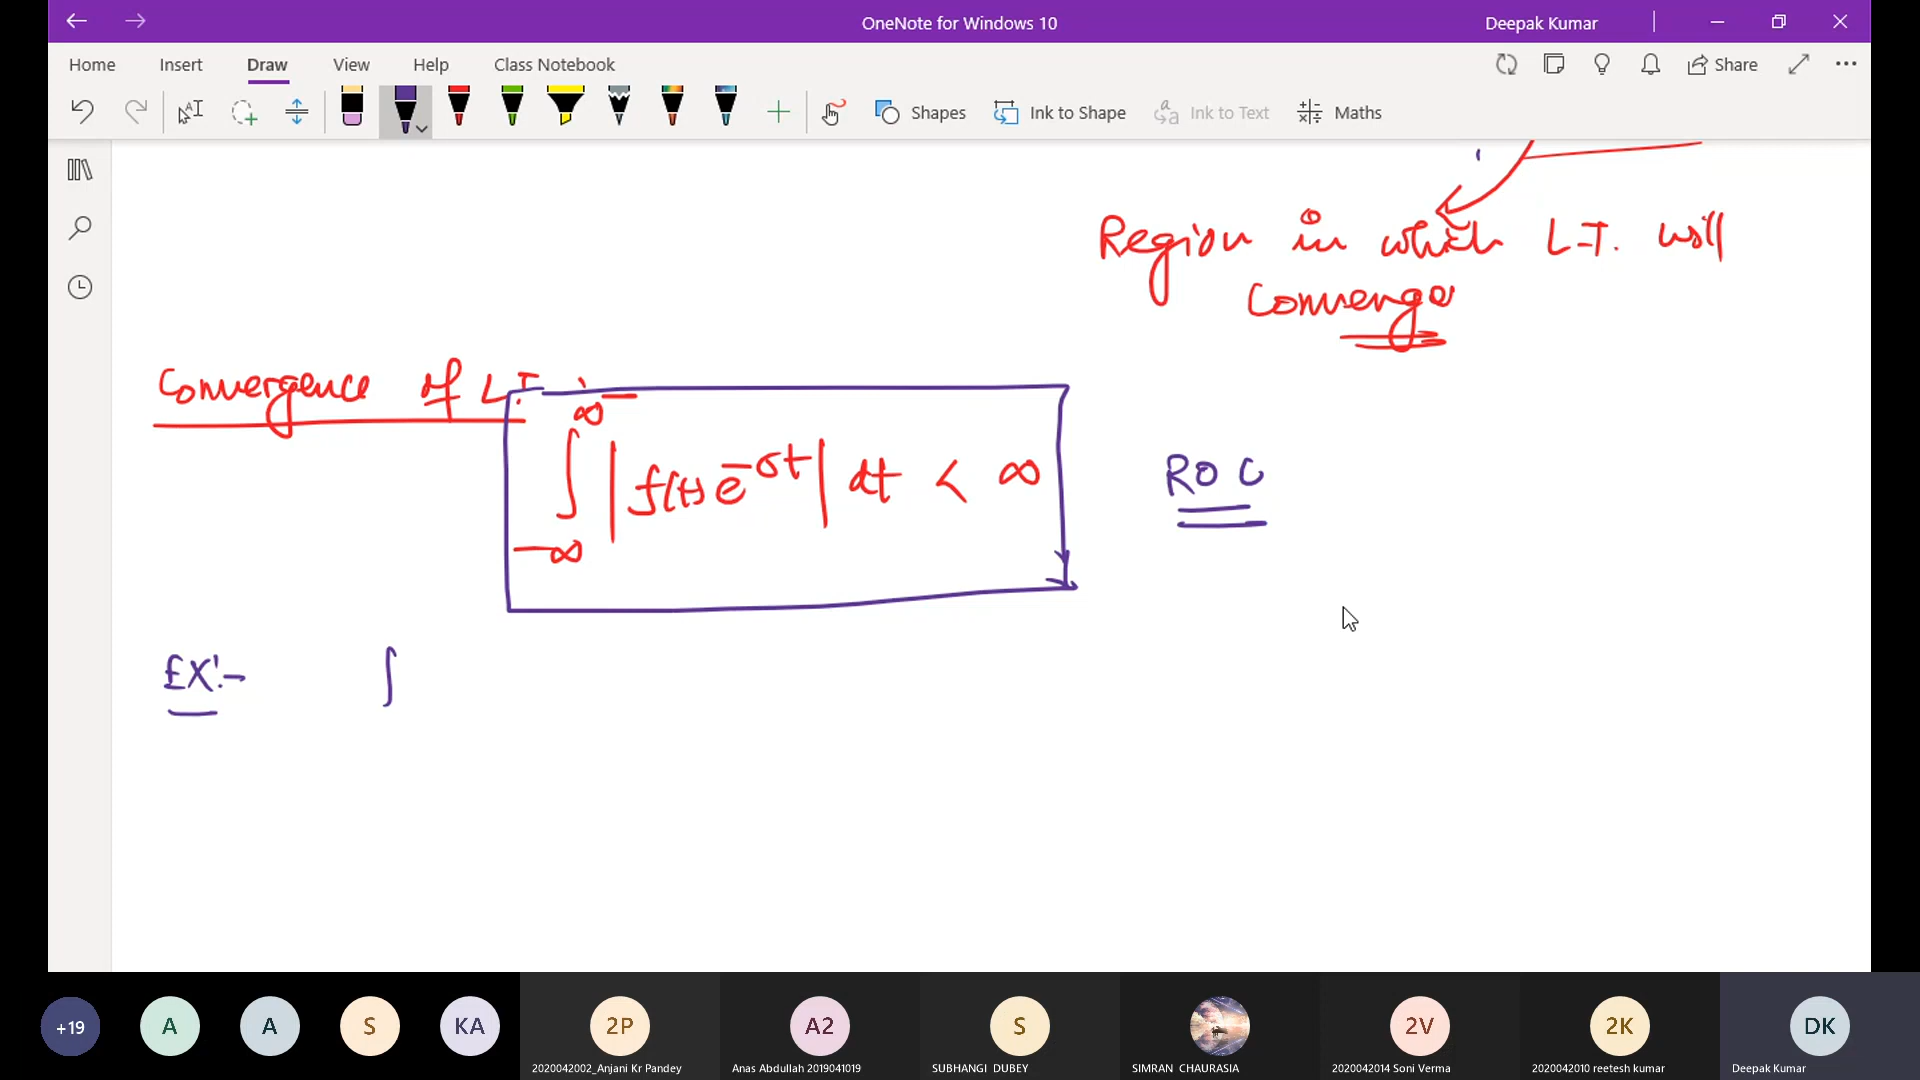 OneNote for Windows 10
Deepak Kumar
Home Insert Draw View Help Class Notebook
Share
Shapes Ink to Shape Ink to Text Maths
Region in which L.T. will
Converge
Convergence of L.T. :-
∞
∫ |f(t) e^-σt| dt < ∞
-∞
ROC
EX:- ∫
+19 A A S KA 2P A2 S 2V 2K DK
2020042002_Anjani Kr Pandey Anas Abdullah 2019041019 SUBHANGI DUBEY SIMRAN CHAURASIA 2020042014 Soni Verma 2020042010 reetesh kumar Deepak Kumar